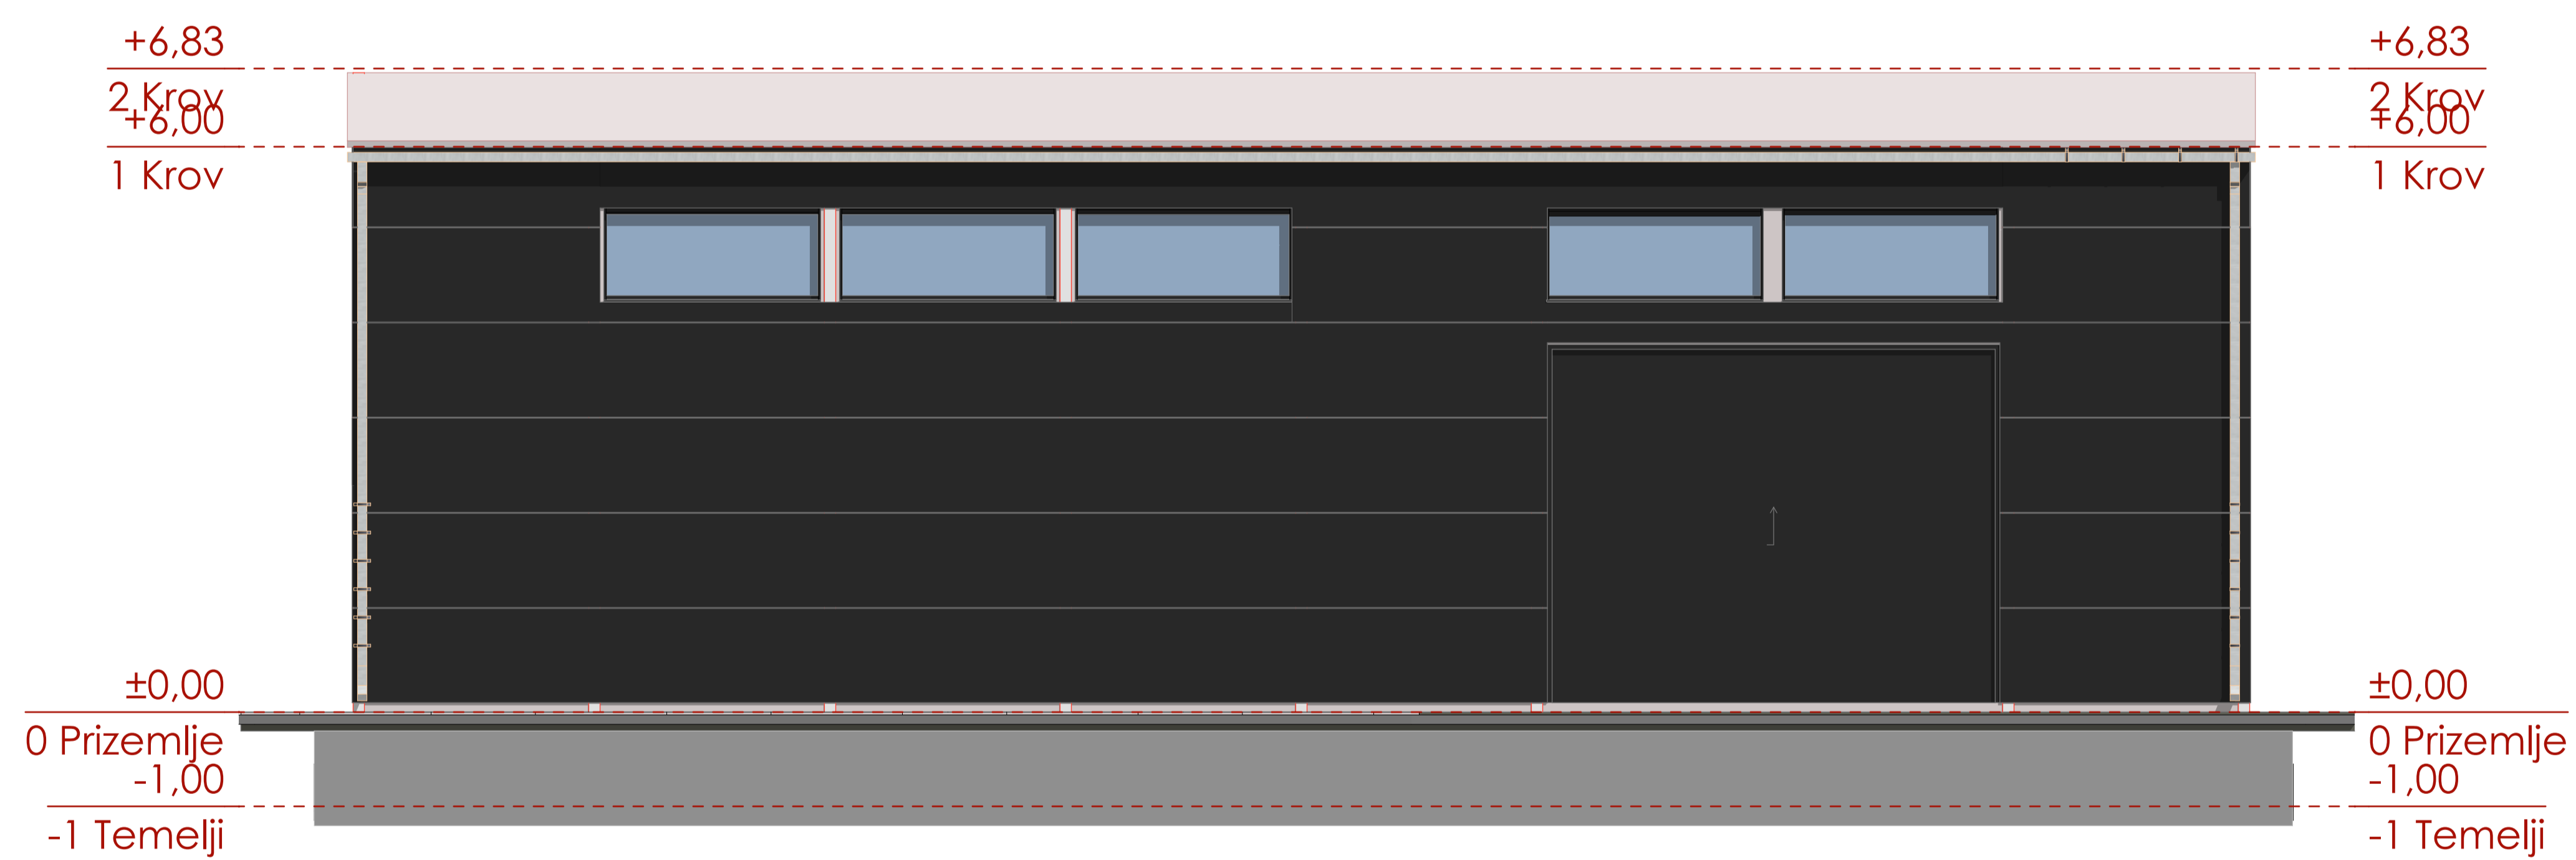 +6,83
2 Krov
+6,00
1 Krov
±0,00
0 Prizemlje
-1,00
-1 Temelji
+6,83
2 Krov
+6,00
1 Krov
±0,00
0 Prizemlje
-1,00
-1 Temelji